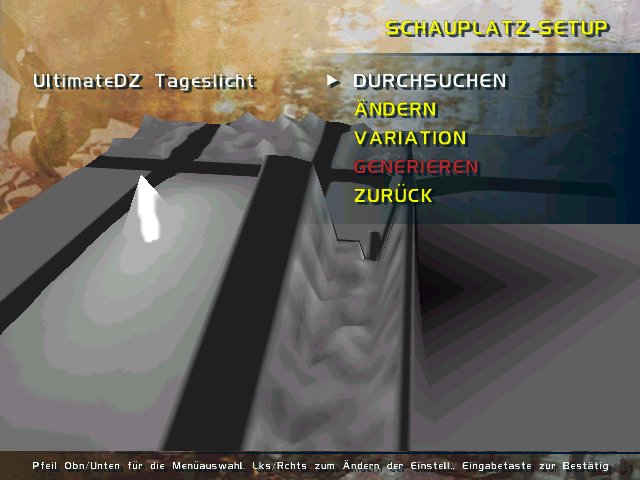 SCHAUPLATZ-SETUP
UltimateDZ Tageslicht
DURCHSUCHEN
ÄNDERN
VARIATION
GENERIEREN
ZURÜCK
Pfeil Obn/Unten für die Menüauswahl. Lks/Rchts zum Ändern der Einstell.. Eingabetaste zur Bestätig